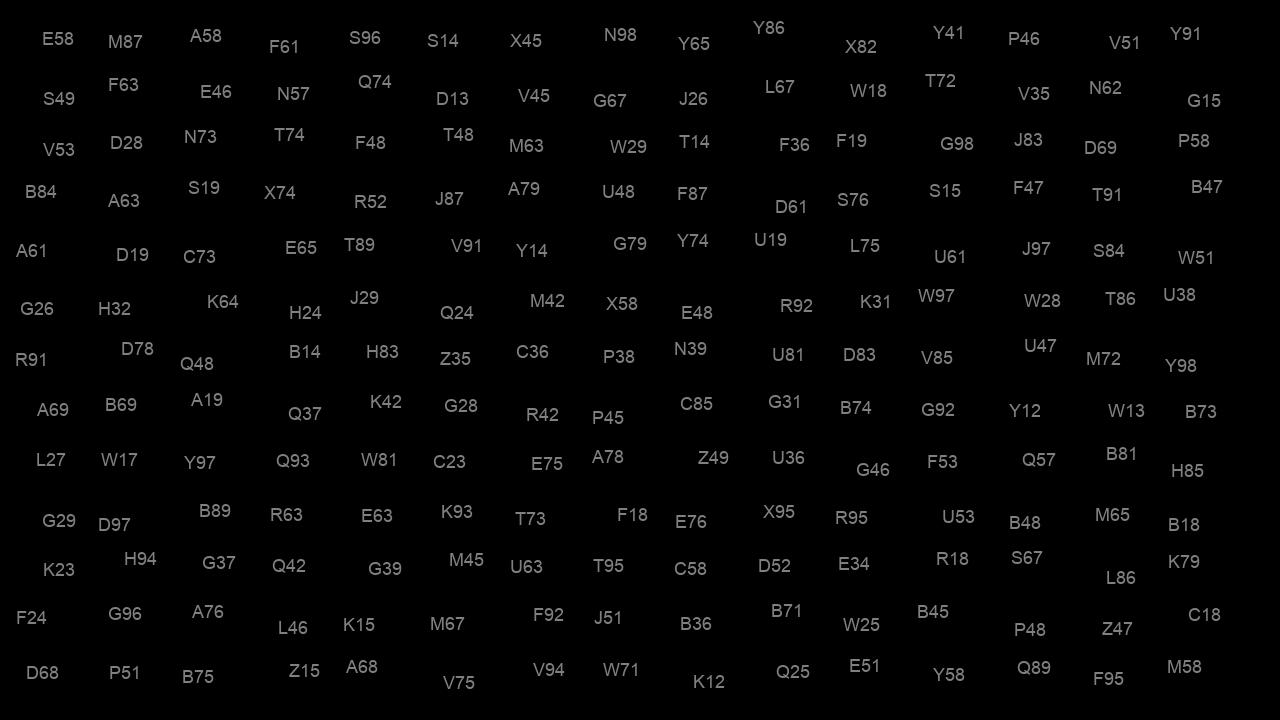 E58 M87 A58 F61 S96 S14 X45 N98 Y65 Y86 X82 Y41 P46 V51 Y91
S49 F63 E46 N57 Q74 D13 V45 G67 J26 L67 W18 T72 V35 N62 G15
V53 D28 N73 T74 F48 T48 M63 W29 T14 F36 F19 G98 J83 D69 P58
B84 A63 S19 X74 R52 J87 A79 U48 F87 D61 S76 S15 F47 T91 B47
A61 D19 C73 E65 T89 V91 Y14 G79 Y74 U19 L75 U61 J97 S84 W51
G26 H32 K64 H24 J29 Q24 M42 X58 E48 R92 K31 W97 W28 T86 U38
R91 D78 Q48 B14 H83 Z35 C36 P38 N39 U81 D83 V85 U47 M72 Y98
A69 B69 A19 Q37 K42 G28 R42 P45 C85 G31 B74 G92 Y12 W13 B73
L27 W17 Y97 Q93 W81 C23 E75 A78 Z49 U36 G46 F53 Q57 B81 H85
G29 D97 B89 R63 E63 K93 T73 F18 E76 X95 R95 U53 B48 M65 B18
K23 H94 G37 Q42 G39 M45 U63 T95 C58 D52 E34 R18 S67 L86 K79
F24 G96 A76 L46 K15 M67 F92 J51 B36 B71 W25 B45 P48 Z47 C18
D68 P51 B75 Z15 A68 V75 V94 W71 K12 Q25 E51 Y58 Q89 F95 M58